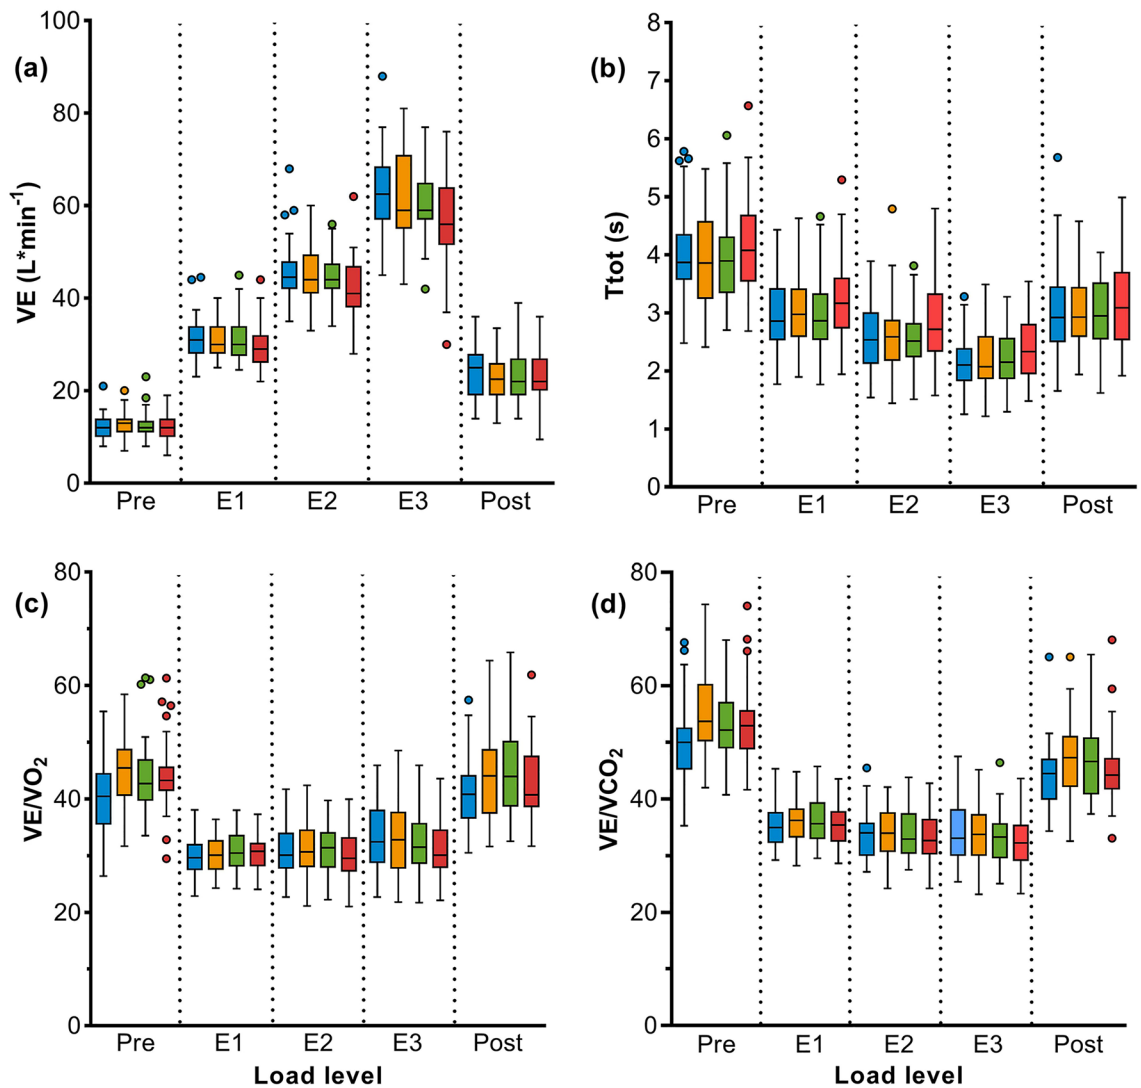 (a)
VE (L*min-1)
100
80
60
40
20
0
Pre E1 E2 E3 Post
(b)
Ttot (s)
8
7
6
5
4
3
2
1
0
Pre E1 E2 E3 Post
(c)
VE/VO2
80
60
40
20
0
Pre E1 E2 E3 Post
Load level
(d)
VE/VCO2
80
60
40
20
0
Pre E1 E2 E3 Post
Load level